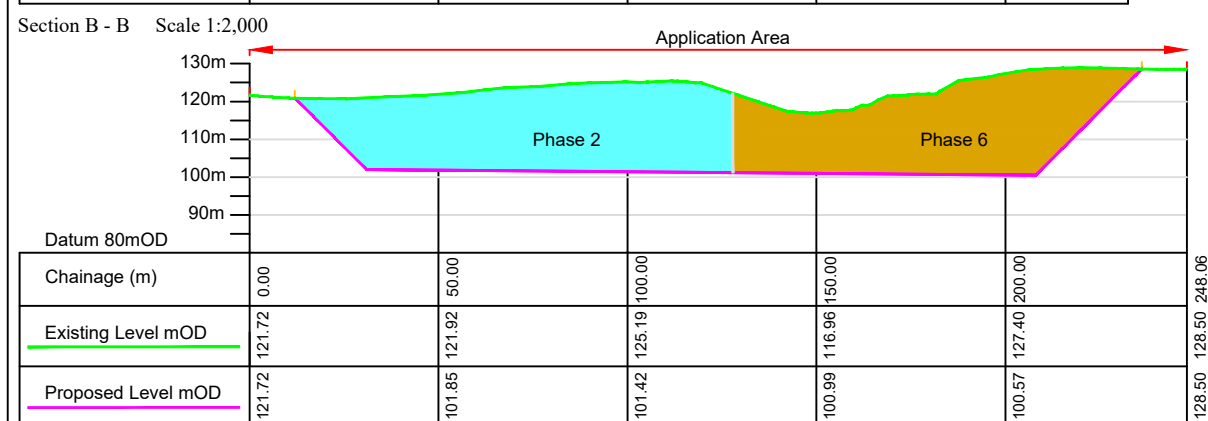 Section B - B Scale 1:2,000
Application Area
130m
120m
110m
100m
90m
Phase 2
Phase 6
Datum 80mOD
Chainage (m) 0.00 50.00 100.00 150.00 200.00 248.06
Existing Level mOD 121.72 121.92 125.19 116.96 127.40 128.50
Proposed Level mOD 121.72 101.85 101.42 100.99 100.57 128.50